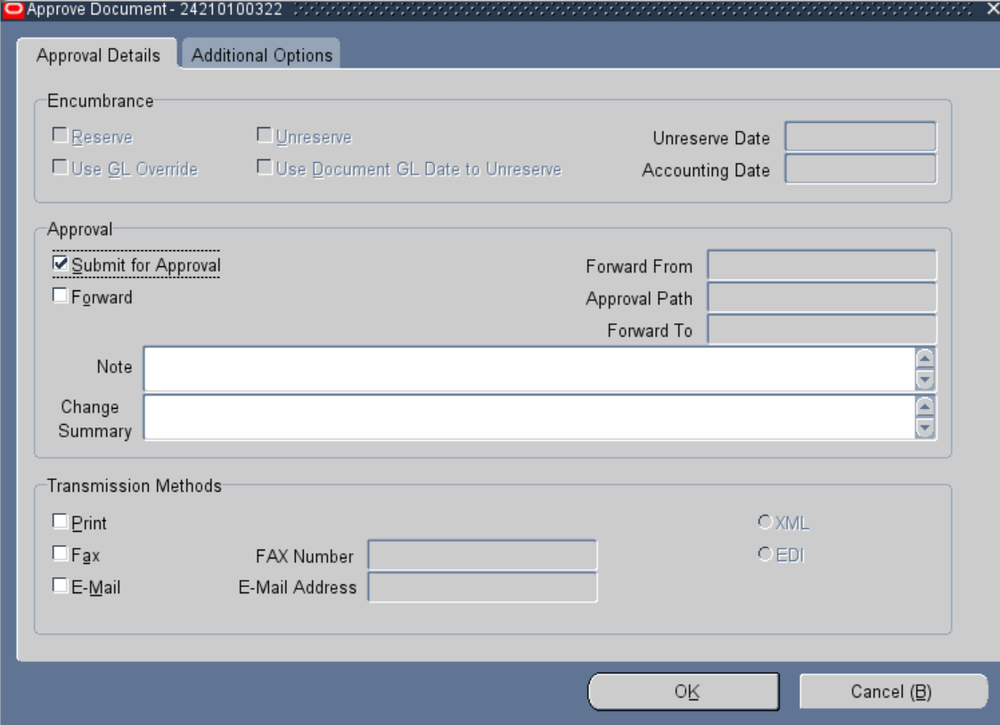 Approve Document - 24210100322
Approval Details Additional Options
Encumbrance
Reserve Unreserve Unreserve Date
Use GL Override Use Document GL Date to Unreserve Accounting Date
Approval
Submit for Approval Forward From
Forward Approval Path
Forward To
Note
Change
Summary
Transmission Methods
Print XML
Fax FAX Number EDI
E-Mail E-Mail Address
OK Cancel (B)